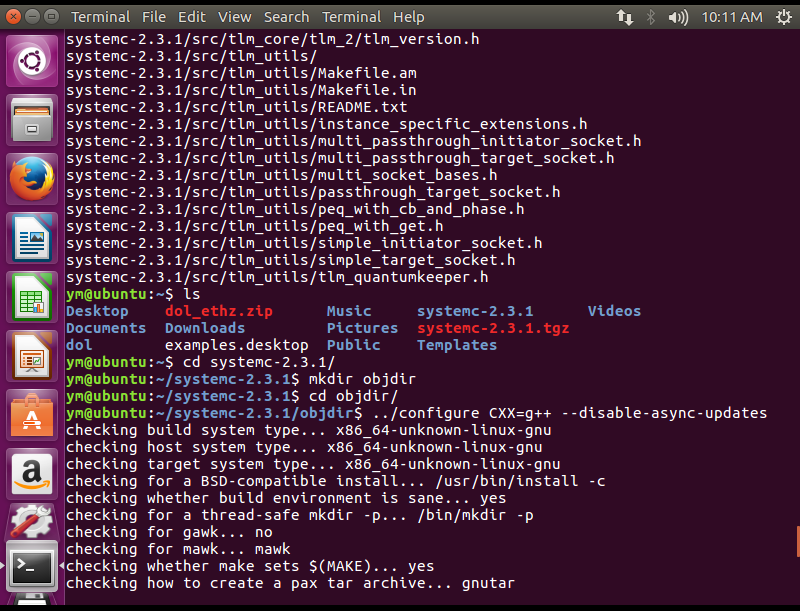 Terminal File Edit View Search Terminal Help 10:11 AM
systemc-2.3.1/src/tlm_core/tlm_2/tlm_version.h
systemc-2.3.1/src/tlm_utils/
systemc-2.3.1/src/tlm_utils/Makefile.am
systemc-2.3.1/src/tlm_utils/Makefile.in
systemc-2.3.1/src/tlm_utils/README.txt
systemc-2.3.1/src/tlm_utils/instance_specific_extensions.h
systemc-2.3.1/src/tlm_utils/multi_passthrough_initiator_socket.h
systemc-2.3.1/src/tlm_utils/multi_passthrough_target_socket.h
systemc-2.3.1/src/tlm_utils/multi_socket_bases.h
systemc-2.3.1/src/tlm_utils/passthrough_target_socket.h
systemc-2.3.1/src/tlm_utils/peq_with_cb_and_phase.h
systemc-2.3.1/src/tlm_utils/peq_with_get.h
systemc-2.3.1/src/tlm_utils/simple_initiator_socket.h
systemc-2.3.1/src/tlm_utils/simple_target_socket.h
systemc-2.3.1/src/tlm_utils/tlm_quantumkeeper.h
ym@ubuntu:~$ ls
Desktop dol_ethz.zip Music systemc-2.3.1 Videos
Documents Downloads Pictures systemc-2.3.1.tgz
dol examples.desktop Public Templates
ym@ubuntu:~$ cd systemc-2.3.1/
ym@ubuntu:~/systemc-2.3.1$ mkdir objdir
ym@ubuntu:~/systemc-2.3.1$ cd objdir/
ym@ubuntu:~/systemc-2.3.1/objdir$ ../configure CXX=g++ --disable-async-updates
checking build system type... x86_64-unknown-linux-gnu
checking host system type... x86_64-unknown-linux-gnu
checking target system type... x86_64-unknown-linux-gnu
checking for a BSD-compatible install... /usr/bin/install -c
checking whether build environment is sane... yes
checking for a thread-safe mkdir -p... /bin/mkdir -p
checking for gawk... no
checking for mawk... mawk
checking whether make sets $(MAKE)... yes
checking how to create a pax tar archive... gnutar